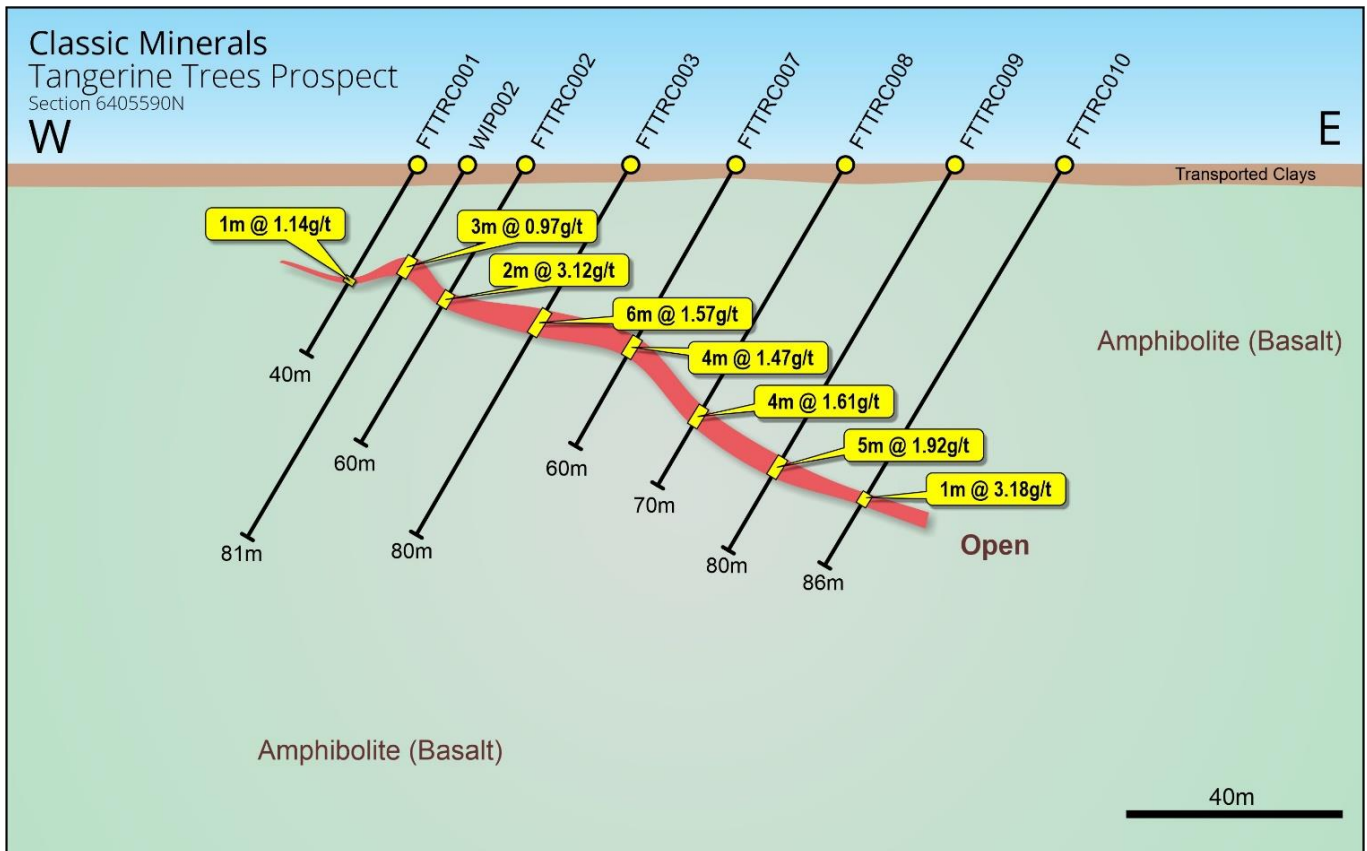 Classic Minerals
Tangerine Trees Prospect
Section 6405590N
W
E
FTTRC001
WIP002
FTTRC002
FTTRC003
FTTRC007
FTTRC008
FTTRC009
FTTRC010
Transported Clays
1m @ 1.14g/t
3m @ 0.97g/t
2m @ 3.12g/t
6m @ 1.57g/t
4m @ 1.47g/t
4m @ 1.61g/t
5m @ 1.92g/t
1m @ 3.18g/t
Amphibolite (Basalt)
40m
60m
81m
80m
60m
70m
80m
86m
Open
Amphibolite (Basalt)
40m